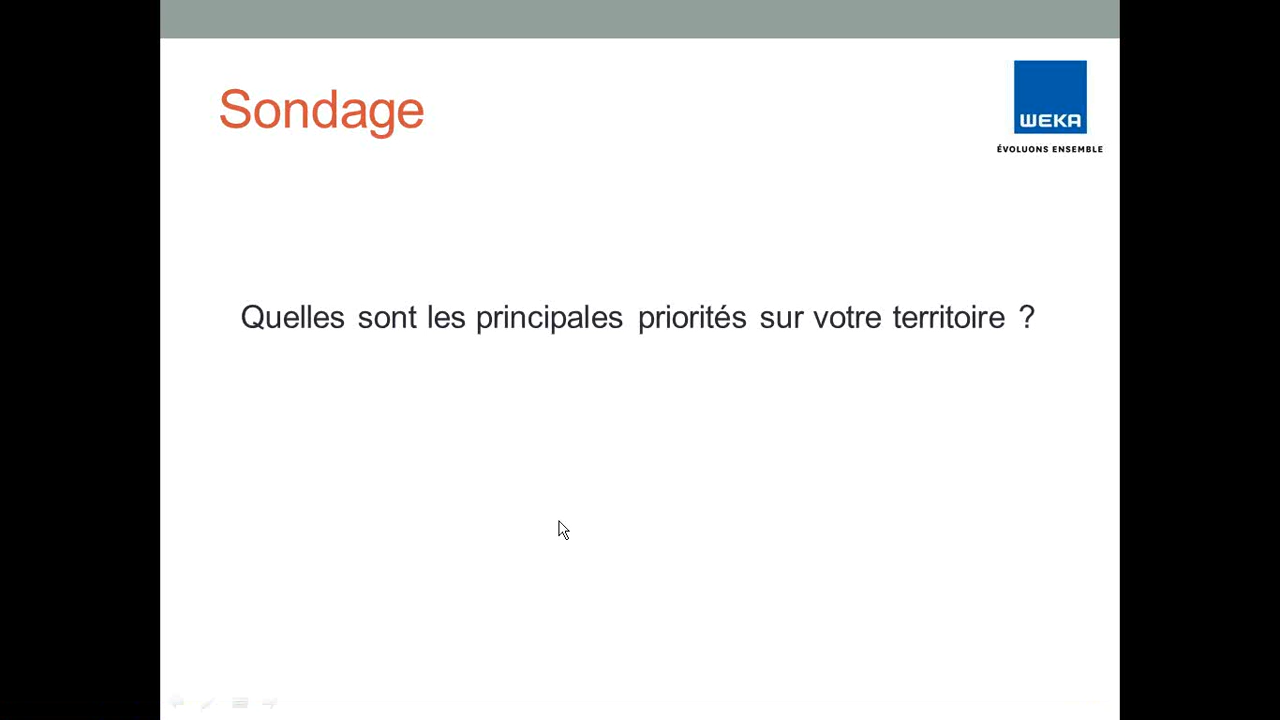 Sondage
WEKA
ÉVOLUONS ENSEMBLE
Quelles sont les principales priorités sur votre territoire ?